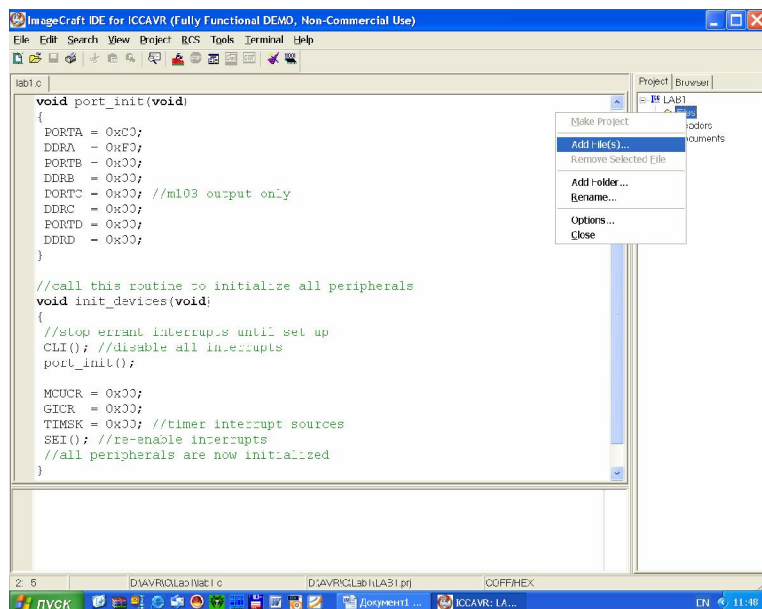 ImageCraft IDE for ICCAVR (Fully Functional DEMO, Non-Commercial Use)
File Edit Search View Project RCS Tools Terminal Help
lab1.c
Project Browser
void port_init(void)
{
PORTA = 0xC0;
DDRA = 0xF0;
PORTB = 0x00;
DDRB = 0x00;
PORTC = 0x00; //m103 output only
DDRC = 0x00;
PORTD = 0x00;
DDRD = 0x00;
}
//call this routine to initialize all peripherals
void init_devices(void)
{
//stop errant interrupts until set up
CLI(); //disable all interrupts
port_init();
MCUCR = 0x00;
GICR = 0x00;
TIMSK = 0x00; //timer interrupt sources
SEI(); //re-enable interrupts
//all peripherals are now initialized
}
LAB1
Make Project
Add File(s)...
Remove Selected File
Add Folder...
Rename...
Options...
Close
2: 5
COFF/HEX
пуск
Документ1 ...
ICCAVR: LA...
EN
11:48